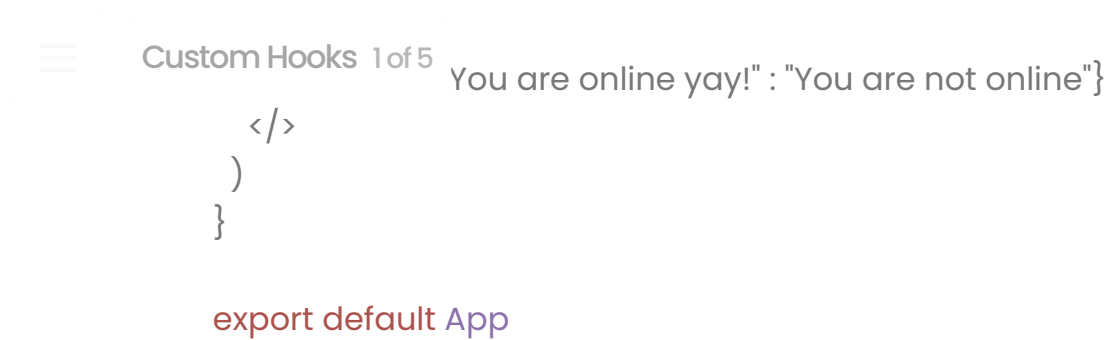 Custom Hooks 1 of 5
You are online yay!" : "You are not online"}
</>
)
}
export default App